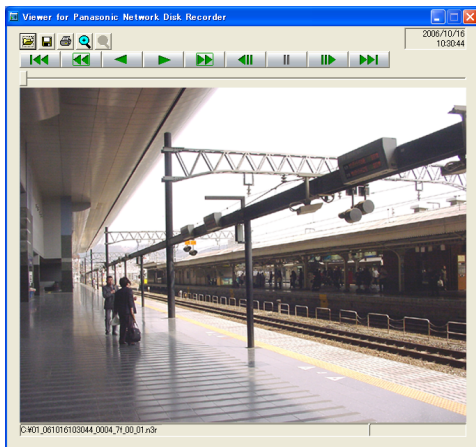 Viewer for Panasonic Network Disk Recorder
2006/10/16
10:30:44
C:¥01_061016103044_0004_7f_00_01.n3r